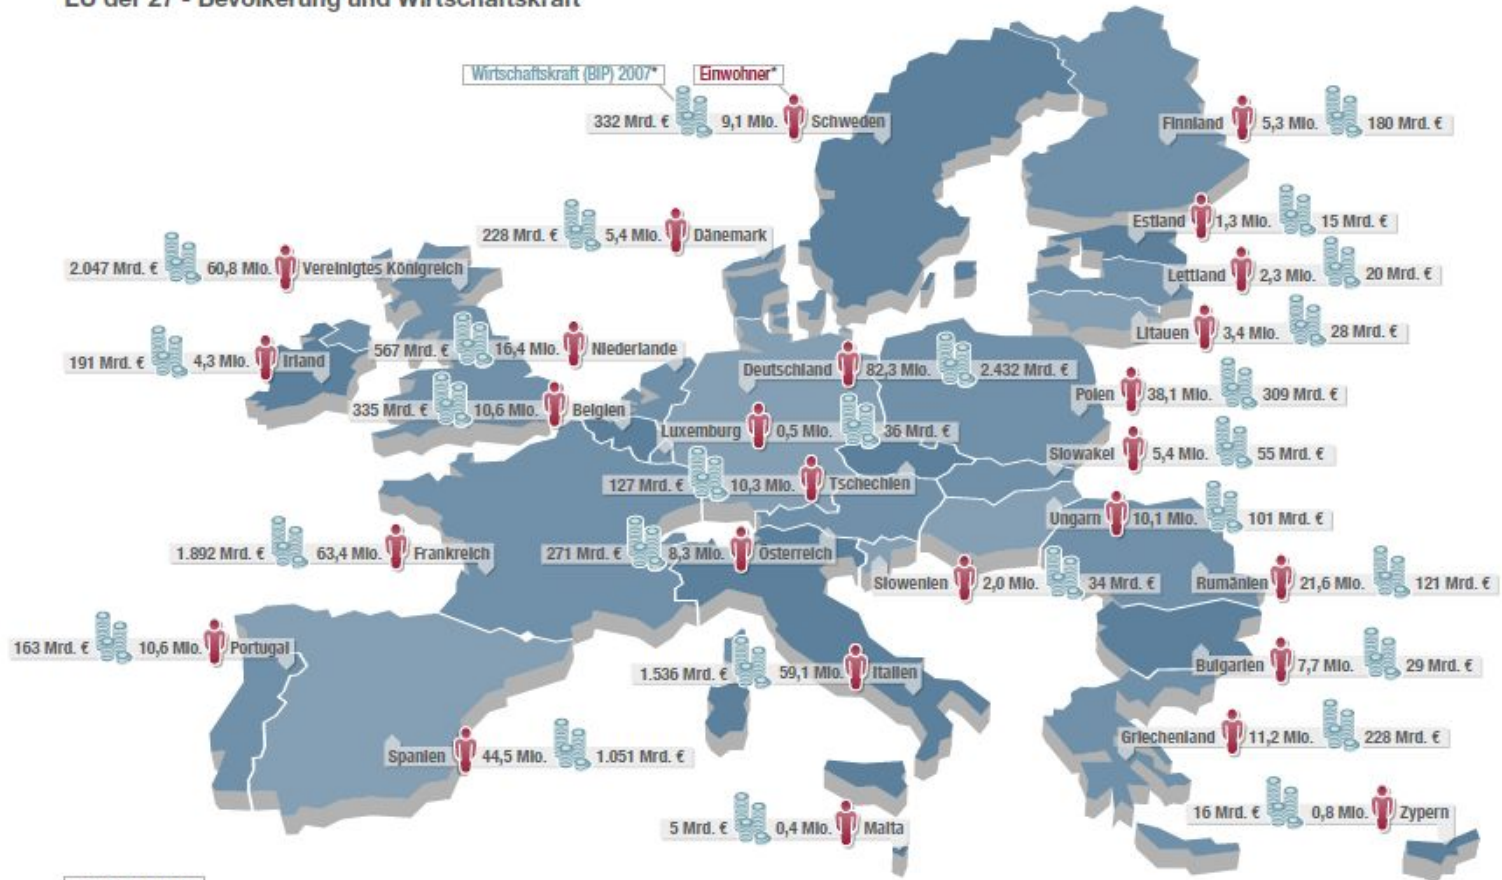 EU der 27 - Bevölkerung und Wirtschaftskraft
Wirtschaftskraft (BIP) 2007* Einwohner*
332 Mrd. € 9,1 Mio. Schweden
Finnland 5,3 Mio. 180 Mrd. €
Estland 1,3 Mio. 15 Mrd. €
228 Mrd. € 5,4 Mio. Dänemark
2.047 Mrd. € 60,8 Mio. Vereinigtes Königreich
Lettland 2,3 Mio. 20 Mrd. €
Litauen 3,4 Mio. 28 Mrd. €
567 Mrd. € 16,4 Mio. Niederlande
191 Mrd. € 4,3 Mio. Irland
Deutschland 82,3 Mio. 2.432 Mrd. €
Polen 38,1 Mio. 309 Mrd. €
335 Mrd. € 10,6 Mio. Belgien
Luxemburg 0,5 Mio. 36 Mrd. €
Slowakei 5,4 Mio. 55 Mrd. €
127 Mrd. € 10,3 Mio. Tschechien
Ungarn 10,1 Mio. 101 Mrd. €
1.892 Mrd. € 63,4 Mio. Frankreich
271 Mrd. € 8,3 Mio. Österreich
Slowenien 2,0 Mio. 34 Mrd. €
Rumänien 21,6 Mio. 121 Mrd. €
163 Mrd. € 10,6 Mio. Portugal
Bulgarien 7,7 Mio. 29 Mrd. €
1.536 Mrd. € 59,1 Mio. Italien
Griechenland 11,2 Mio. 228 Mrd. €
Spanien 44,5 Mio. 1.051 Mrd. €
16 Mrd. € 0,8 Mio. Zypern
5 Mrd. € 0,4 Mio. Malta